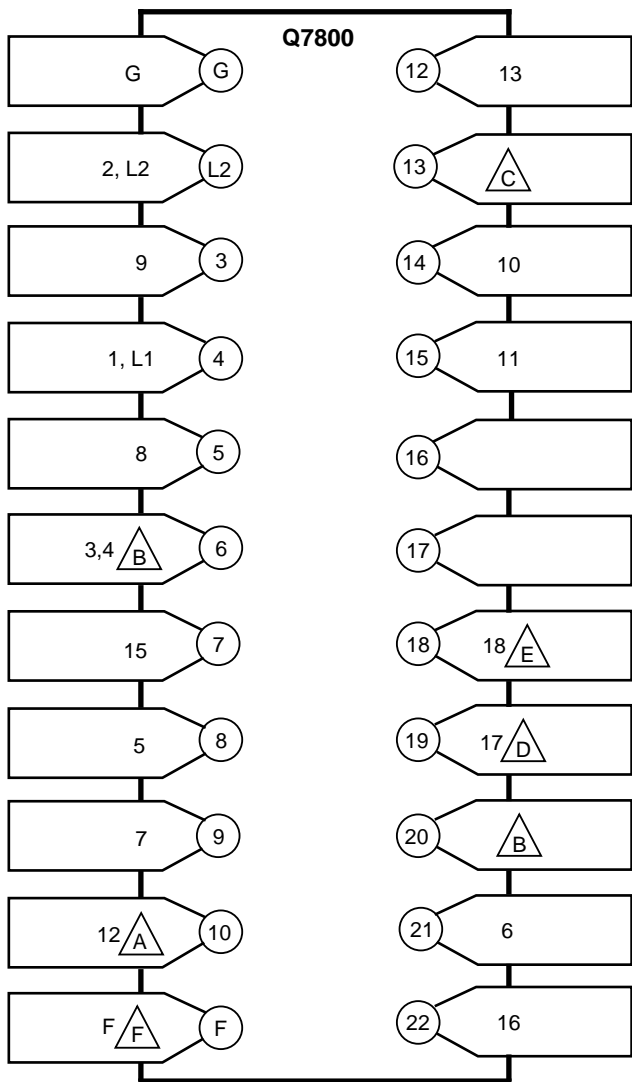 Q7800
G G 12 13
2, L2 L2 13 C
9 3 14 10
1, L1 4 15 11
8 5 16
3,4 B 6 17
15 7 18 18 E
5 8 19 17 D
7 9 20 B
12 A 10 21 6
F F F 22 16